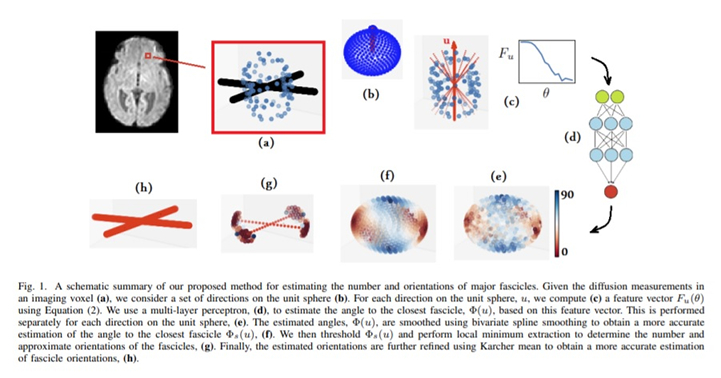 u
F_u
θ
(b)
(c)
(a)
(d)
(h)
(g)
(f)
(e)
90
0
Fig. 1. A schematic summary of our proposed method for estimating the number and orientations of major fascicles. Given the diffusion measurements in
an imaging voxel (a), we consider a set of directions on the unit sphere (b). For each direction on the unit sphere, u, we compute (c) a feature vector F_u(θ)
using Equation (2). We use a multi-layer perceptron, (d), to estimate the angle to the closest fascicle, Φ(u), based on this feature vector. This is performed
separately for each direction on the unit sphere, (e). The estimated angles, Φ(u), are smoothed using bivariate spline smoothing to obtain a more accurate
estimation of the angle to the closest fascicle Φ_s(u), (f). We then threshold Φ_s(u) and perform local minimum extraction to determine the number and
approximate orientations of the fascicles, (g). Finally, the estimated orientations are further refined using Karcher mean to obtain a more accurate estimation
of fascicle orientations, (h).